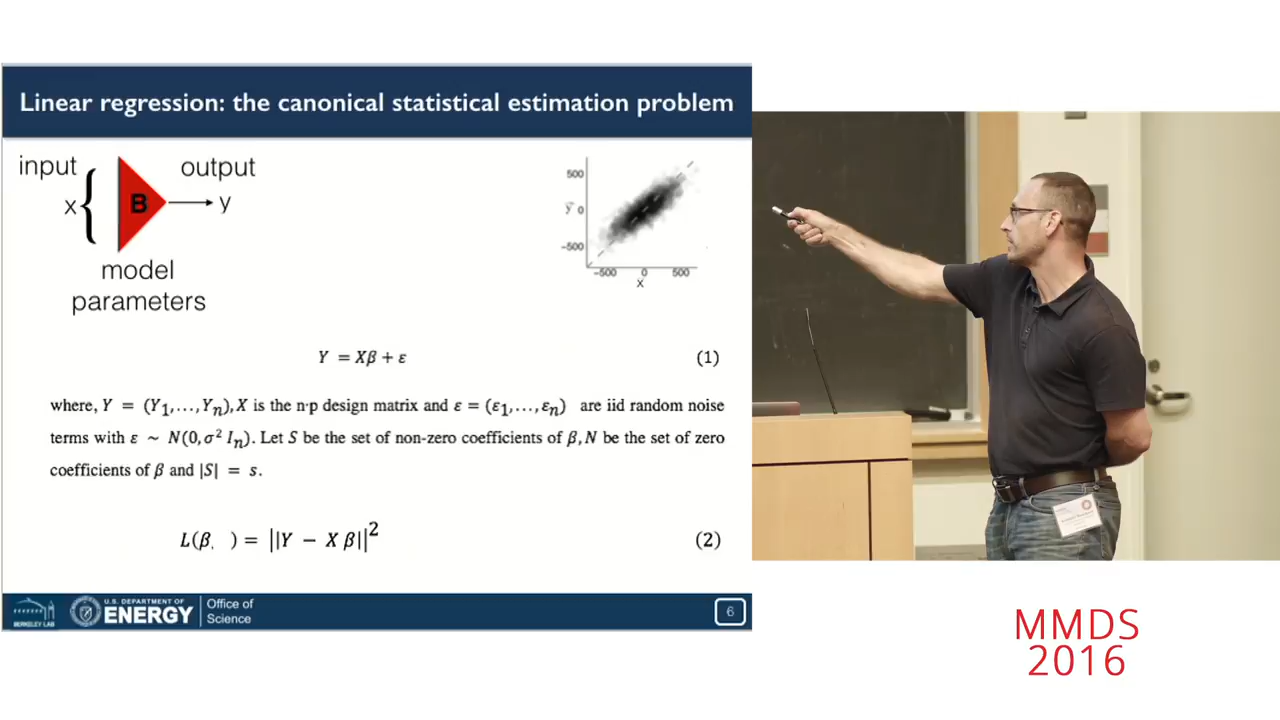 Linear regression: the canonical statistical estimation problem
input
output
x
{
B
y
model
parameters
500
ŷ
0
−500
−500 0 500
x
Y = Xβ + ε (1)
where, Y = (Y₁,...,Yₙ), X is the n·p design matrix and ε = (ε₁,...,εₙ) are iid random noise
terms with ε ~ N(0, σ² Iₙ). Let S be the set of non-zero coefficients of β, N be the set of zero
coefficients of β and |S| = s.
L(β, ) = ||Y − X β||² (2)
BERKELEY LAB
U.S. DEPARTMENT OF
ENERGY
Office of
Science
6
MMDS
2016